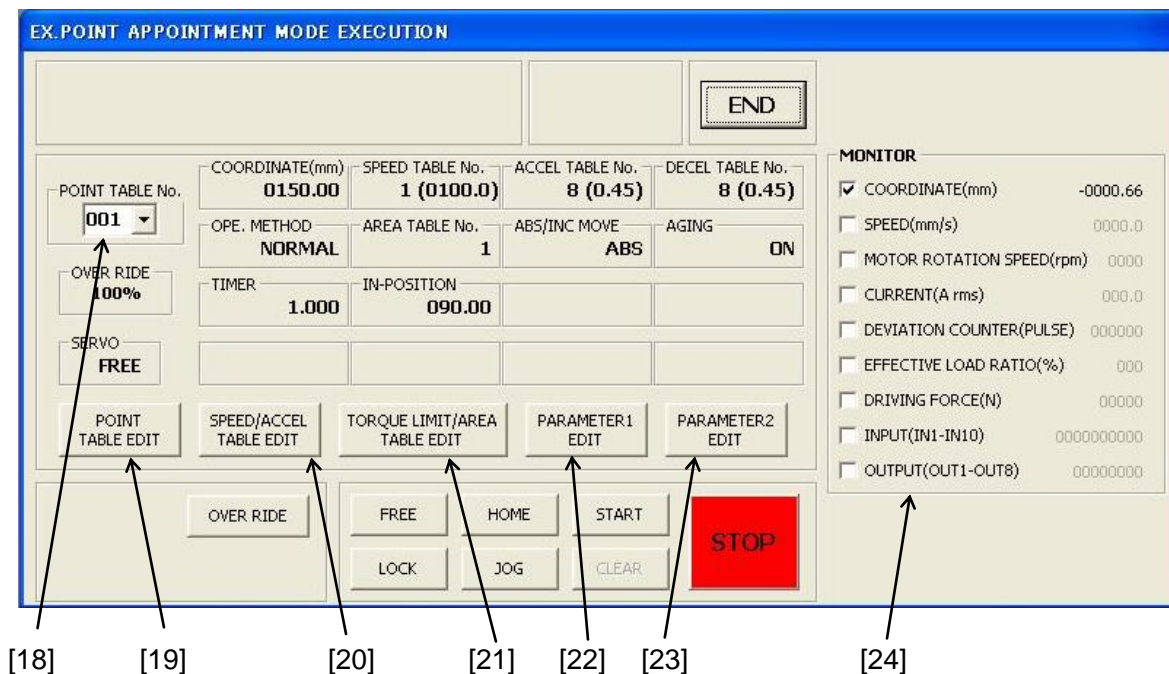 EX.POINT APPOINTMENT MODE EXECUTION
END
POINT TABLE No.
001
COORDINATE(mm)
0150.00
SPEED TABLE No.
1 (0100.0)
ACCEL TABLE No.
8 (0.45)
DECEL TABLE No.
8 (0.45)
OPE. METHOD
NORMAL
AREA TABLE No.
1
ABS/INC MOVE
ABS
AGING
ON
OVER RIDE
100%
TIMER
1.000
IN-POSITION
090.00
SERVO
FREE
POINT
TABLE EDIT
SPEED/ACCEL
TABLE EDIT
TORQUE LIMIT/AREA
TABLE EDIT
PARAMETER1
EDIT
PARAMETER2
EDIT
OVER RIDE
FREE HOME START
LOCK JOG CLEAR
STOP
MONITOR
COORDINATE(mm) -0000.66
SPEED(mm/s) 0000.0
MOTOR ROTATION SPEED(rpm) 0000
CURRENT(A rms) 000.0
DEVIATION COUNTER(PULSE) 000000
EFFECTIVE LOAD RATIO(%) 000
DRIVING FORCE(N) 00000
INPUT(IN1-IN10) 0000000000
OUTPUT(OUT1-OUT8) 00000000
[18] [19] [20] [21] [22] [23] [24]